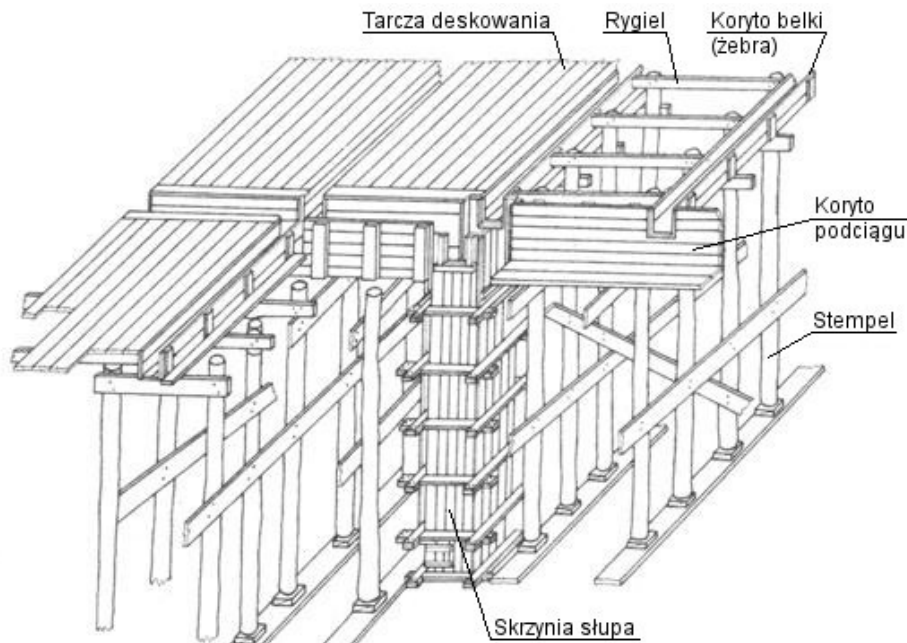 Tarcza deskowania
Rygiel
Koryto belki
(żebra)
Koryto
podciągu
Stempel
Skrzynia słupa